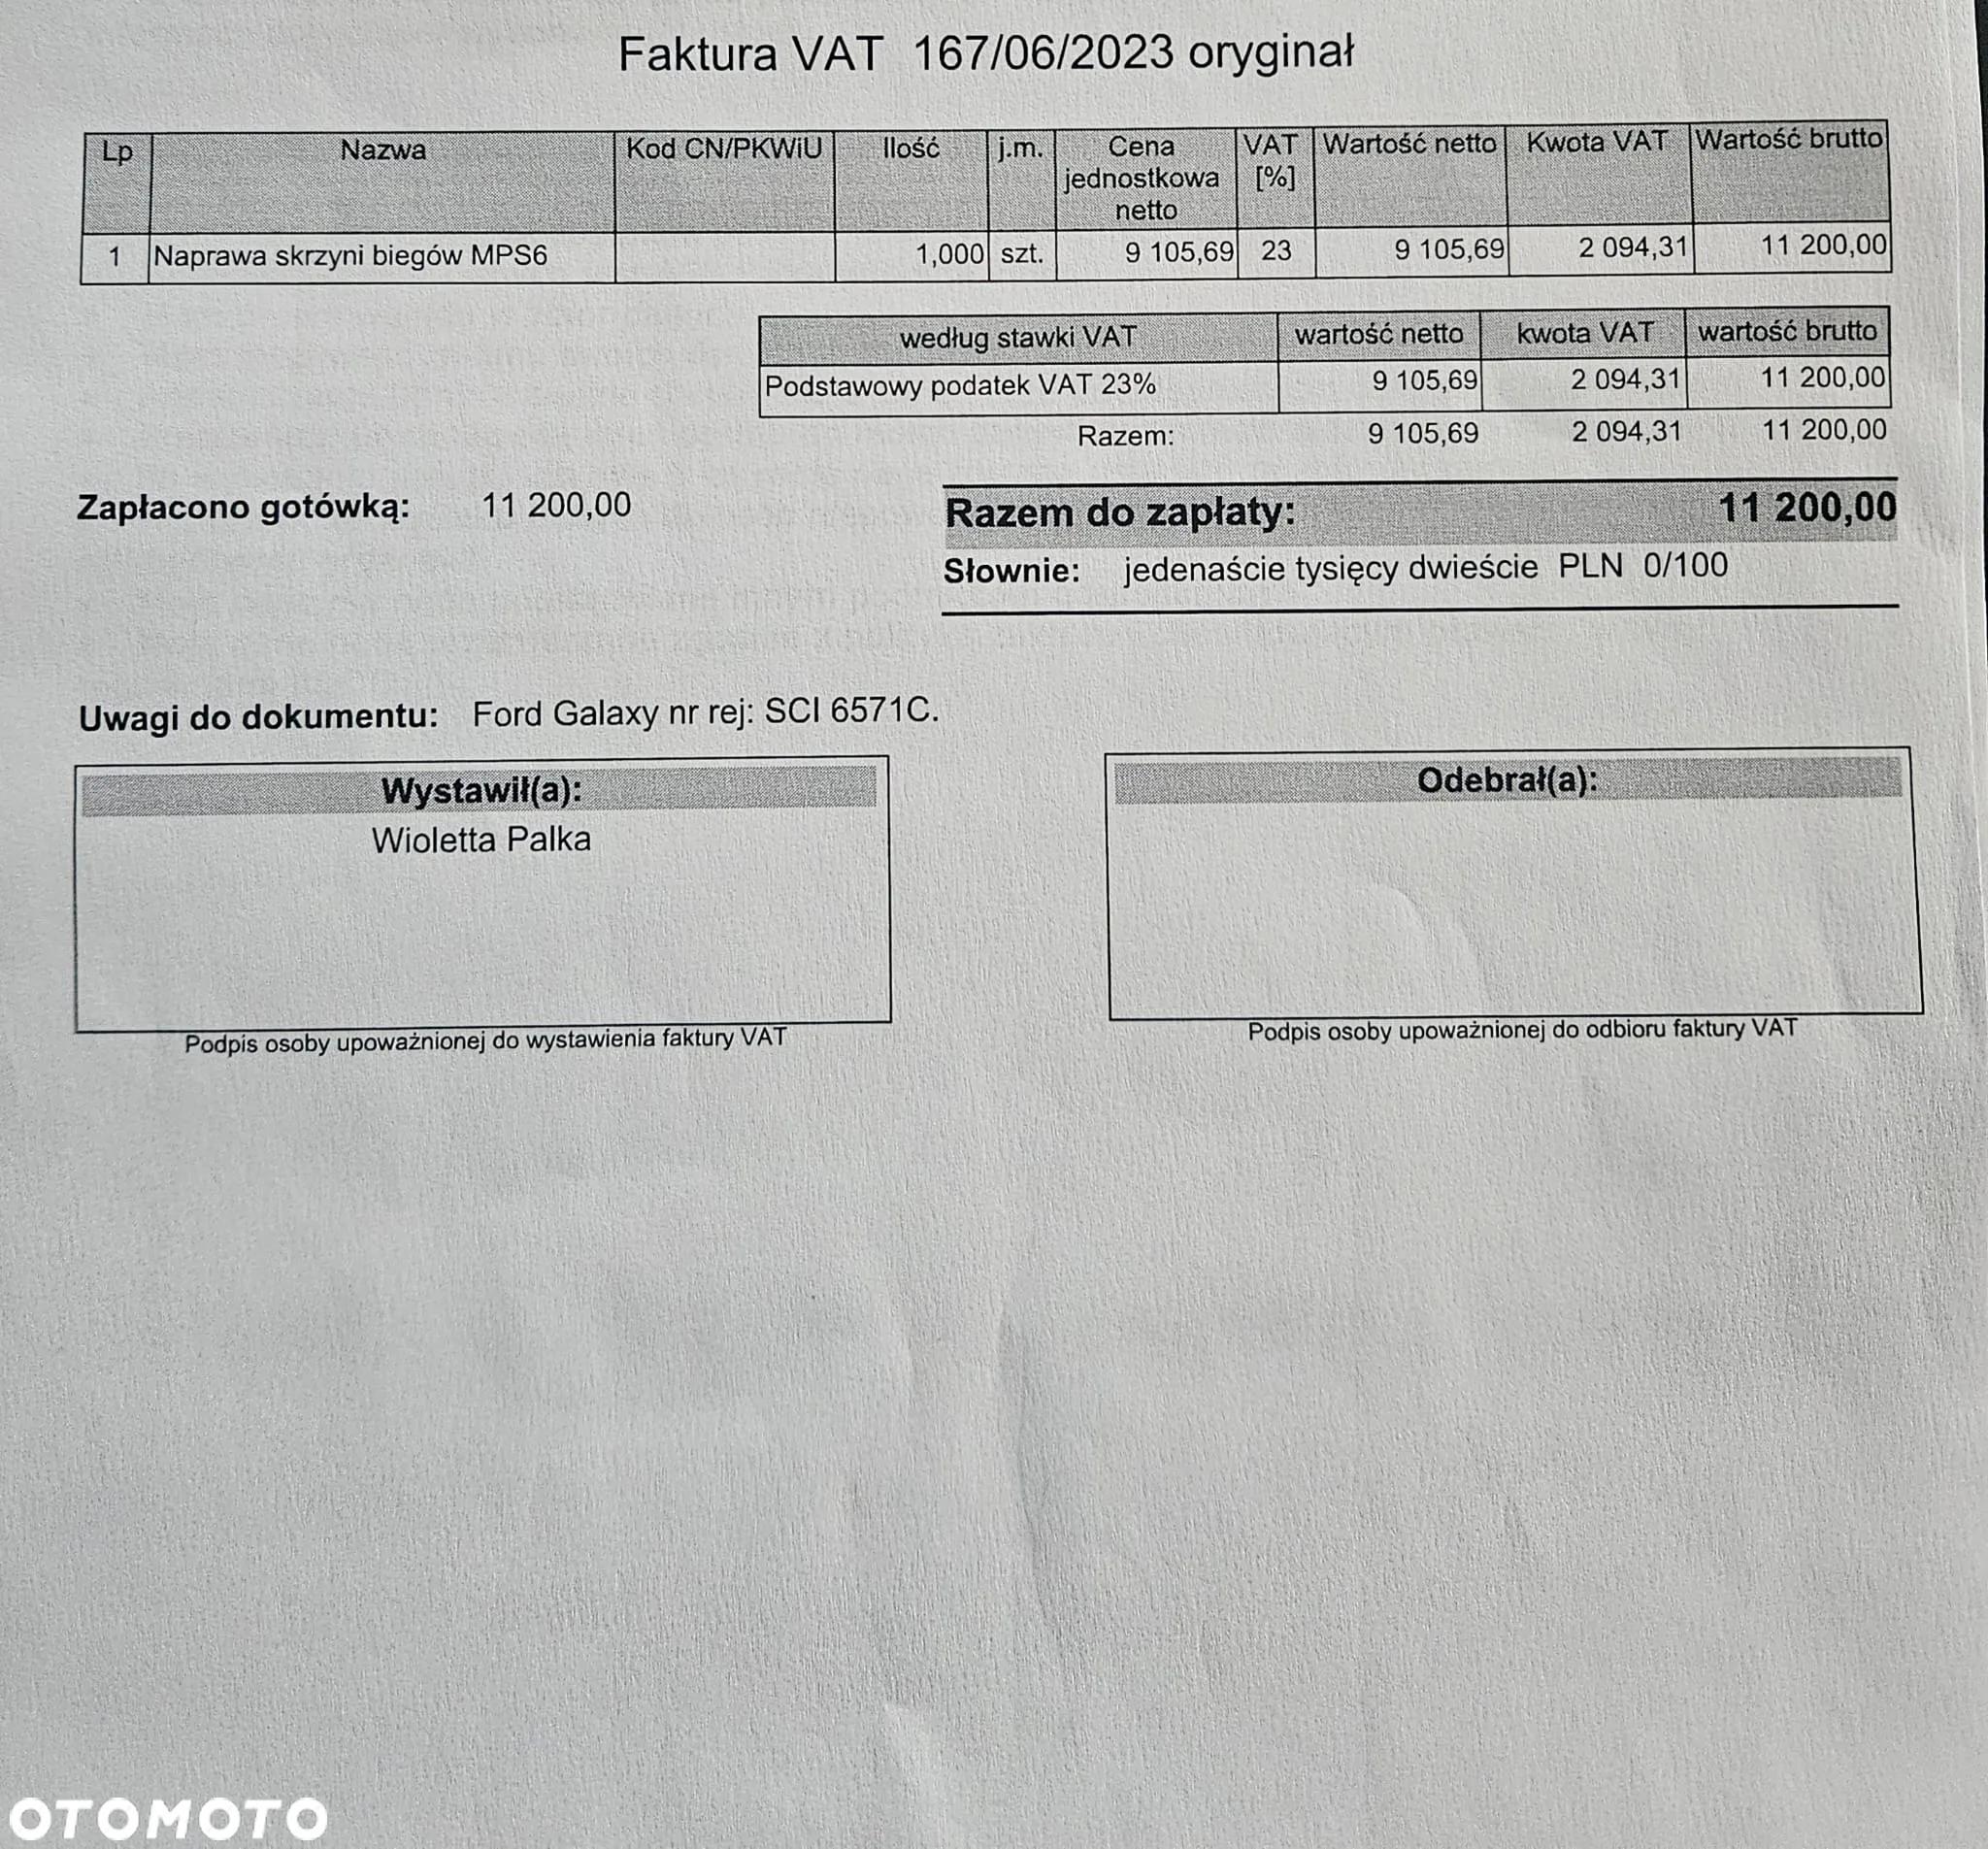 Faktura VAT 167/06/2023 oryginał
Lp Nazwa Kod CN/PKWiU Ilość j.m. Cena jednostkowa netto VAT [%] Wartość netto Kwota VAT Wartość brutto
1 Naprawa skrzyni biegów MPS6 1,000 szt. 9 105,69 23 9 105,69 2 094,31 11 200,00
według stawki VAT wartość netto kwota VAT wartość brutto
Podstawowy podatek VAT 23% 9 105,69 2 094,31 11 200,00
Razem: 9 105,69 2 094,31 11 200,00
Zapłacono gotówką: 11 200,00
Razem do zapłaty: 11 200,00
Słownie: jedenaście tysięcy dwieście PLN 0/100
Uwagi do dokumentu: Ford Galaxy nr rej: SCI 6571C.
Wystawił(a):
Wioletta Palka
Podpis osoby upoważnionej do wystawienia faktury VAT
Odebrał(a):
Podpis osoby upoważnionej do odbioru faktury VAT
OTOMOTO